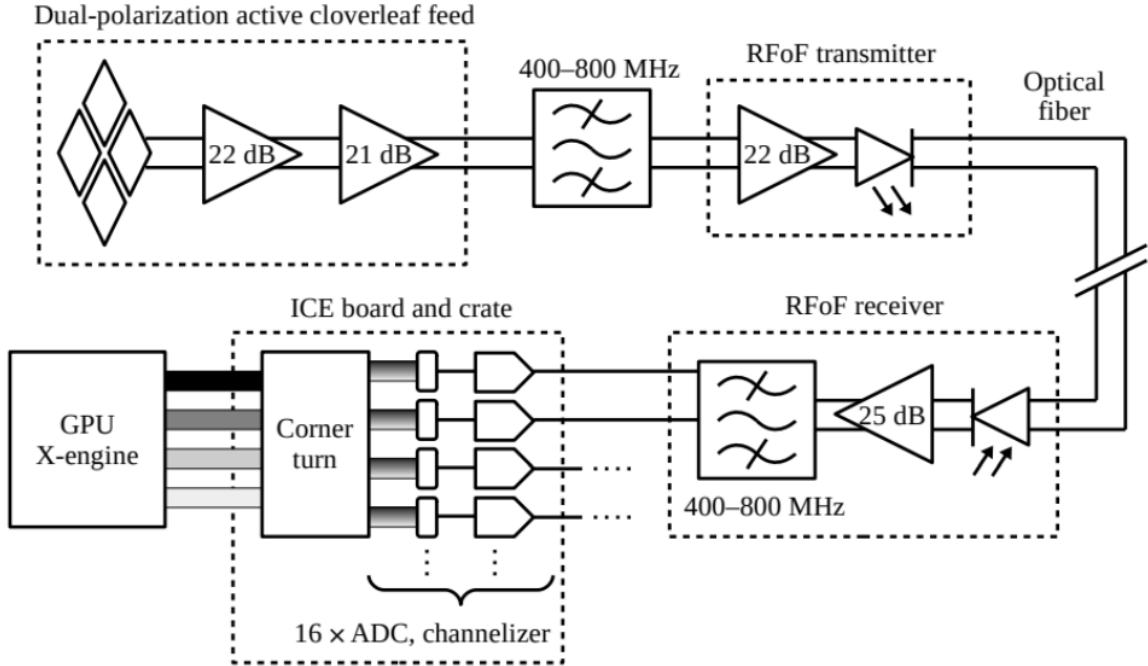 Dual-polarization active cloverleaf feed
22 dB
21 dB
400–800 MHz
RFoF transmitter
22 dB
Optical
fiber
ICE board and crate
RFoF receiver
GPU
X-engine
Corner
turn
25 dB
400–800 MHz
16 × ADC, channelizer